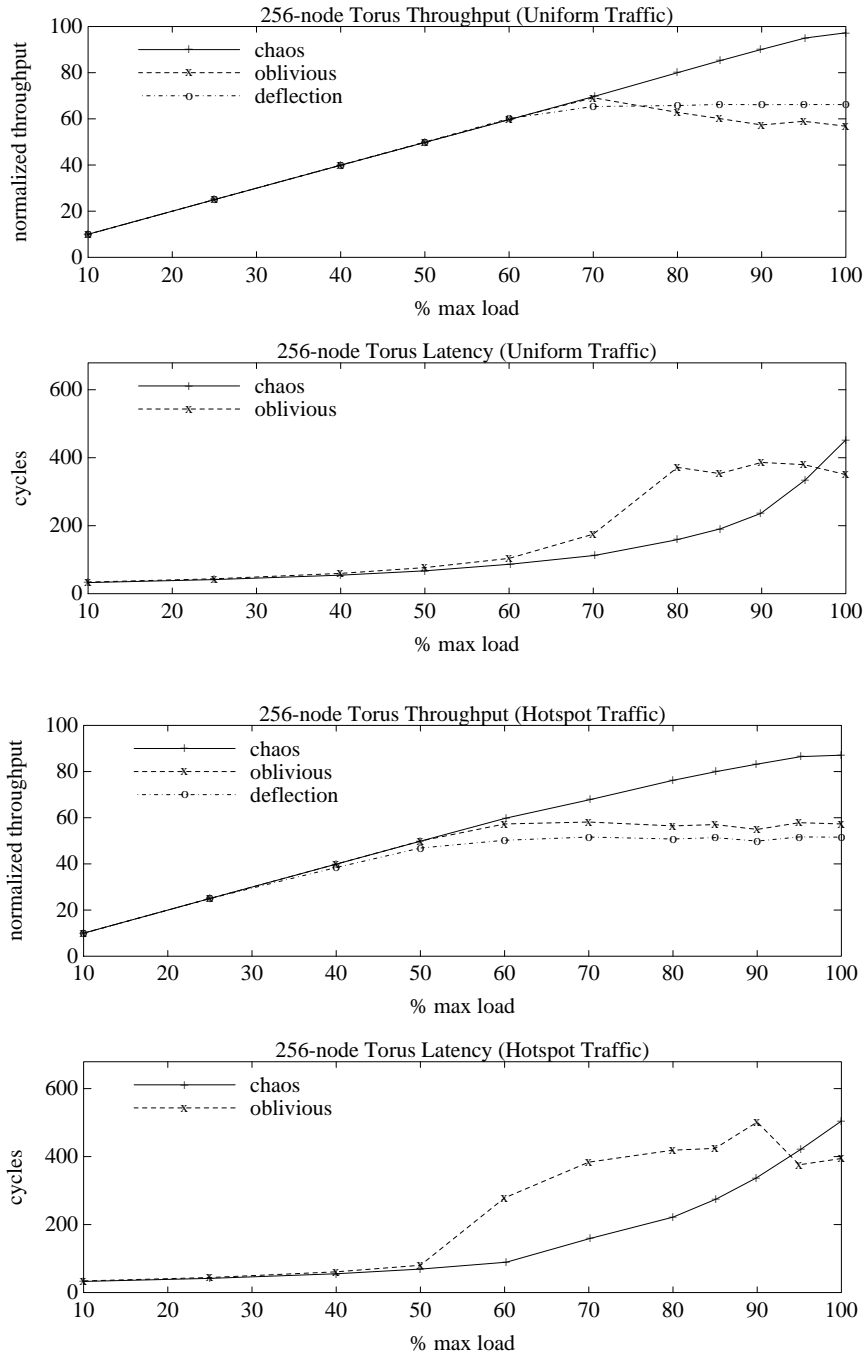 256-node Torus Throughput (Uniform Traffic)
100
80
60
40
20
0
normalized throughput
chaos
oblivious
deflection
10 20 30 40 50 60 70 80 90 100
% max load
256-node Torus Latency (Uniform Traffic)
600
400
200
0
cycles
chaos
oblivious
10 20 30 40 50 60 70 80 90 100
% max load
256-node Torus Throughput (Hotspot Traffic)
100
80
60
40
20
0
normalized throughput
chaos
oblivious
deflection
10 20 30 40 50 60 70 80 90 100
% max load
256-node Torus Latency (Hotspot Traffic)
600
400
200
0
cycles
chaos
oblivious
10 20 30 40 50 60 70 80 90 100
% max load